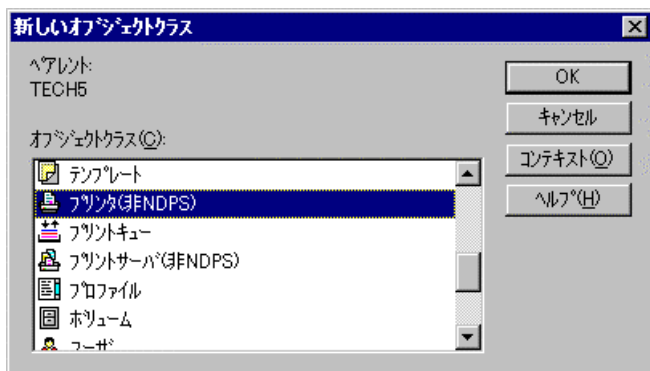 新しいｵﾌﾞｼﾞｪｸﾄｸﾗｽ
ﾍﾟｱﾚﾝﾄ:
TECH5
ｵﾌﾞｼﾞｪｸﾄｸﾗｽ(C):
ﾃﾝﾌﾟﾚｰﾄ
ﾌﾟﾘﾝﾀ(非NDPS)
ﾌﾟﾘﾝﾄｷｭｰ
ﾌﾟﾘﾝﾄｻｰﾊﾞ(非NDPS)
ﾌﾟﾛﾌｧｲﾙ
ﾎﾞﾘｭｰﾑ
ﾕｰｻﾞ
OK
ｷｬﾝｾﾙ
ｺﾝﾃｷｽﾄ(O)
ﾍﾙﾌﾟ(H)